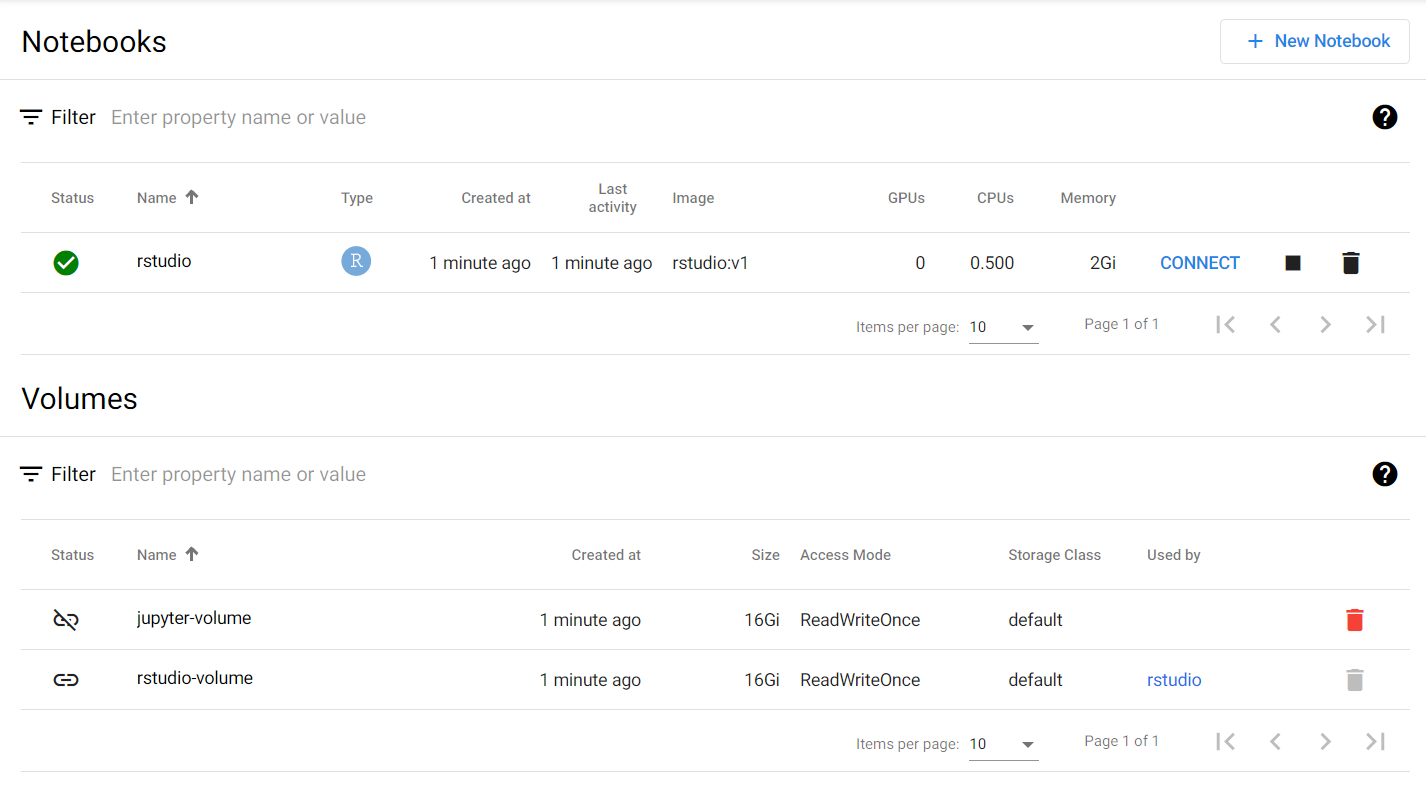 Notebooks
+ New Notebook
Filter Enter property name or value
?
Status Name Type Created at Last activity Image GPUs CPUs Memory
rstudio R 1 minute ago 1 minute ago rstudio:v1 0 0.500 2Gi CONNECT
Items per page: 10 Page 1 of 1
Volumes
Filter Enter property name or value
?
Status Name Created at Size Access Mode Storage Class Used by
jupyter-volume 1 minute ago 16Gi ReadWriteOnce default
rstudio-volume 1 minute ago 16Gi ReadWriteOnce default rstudio
Items per page: 10 Page 1 of 1